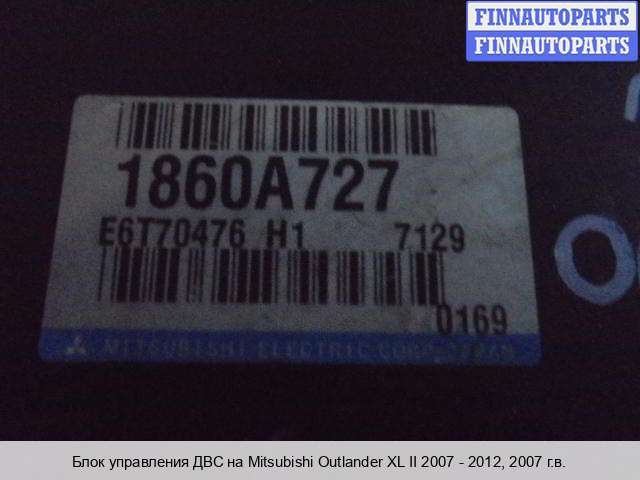 FINNAUTOPARTS
FINNAUTOPARTS
1860A727
E6T70476 H1 7129
0169
MITSUBISHI ELECTRIC CORPORATION
Блок управления ДВС на Mitsubishi Outlander XL II 2007 - 2012, 2007 г.в.